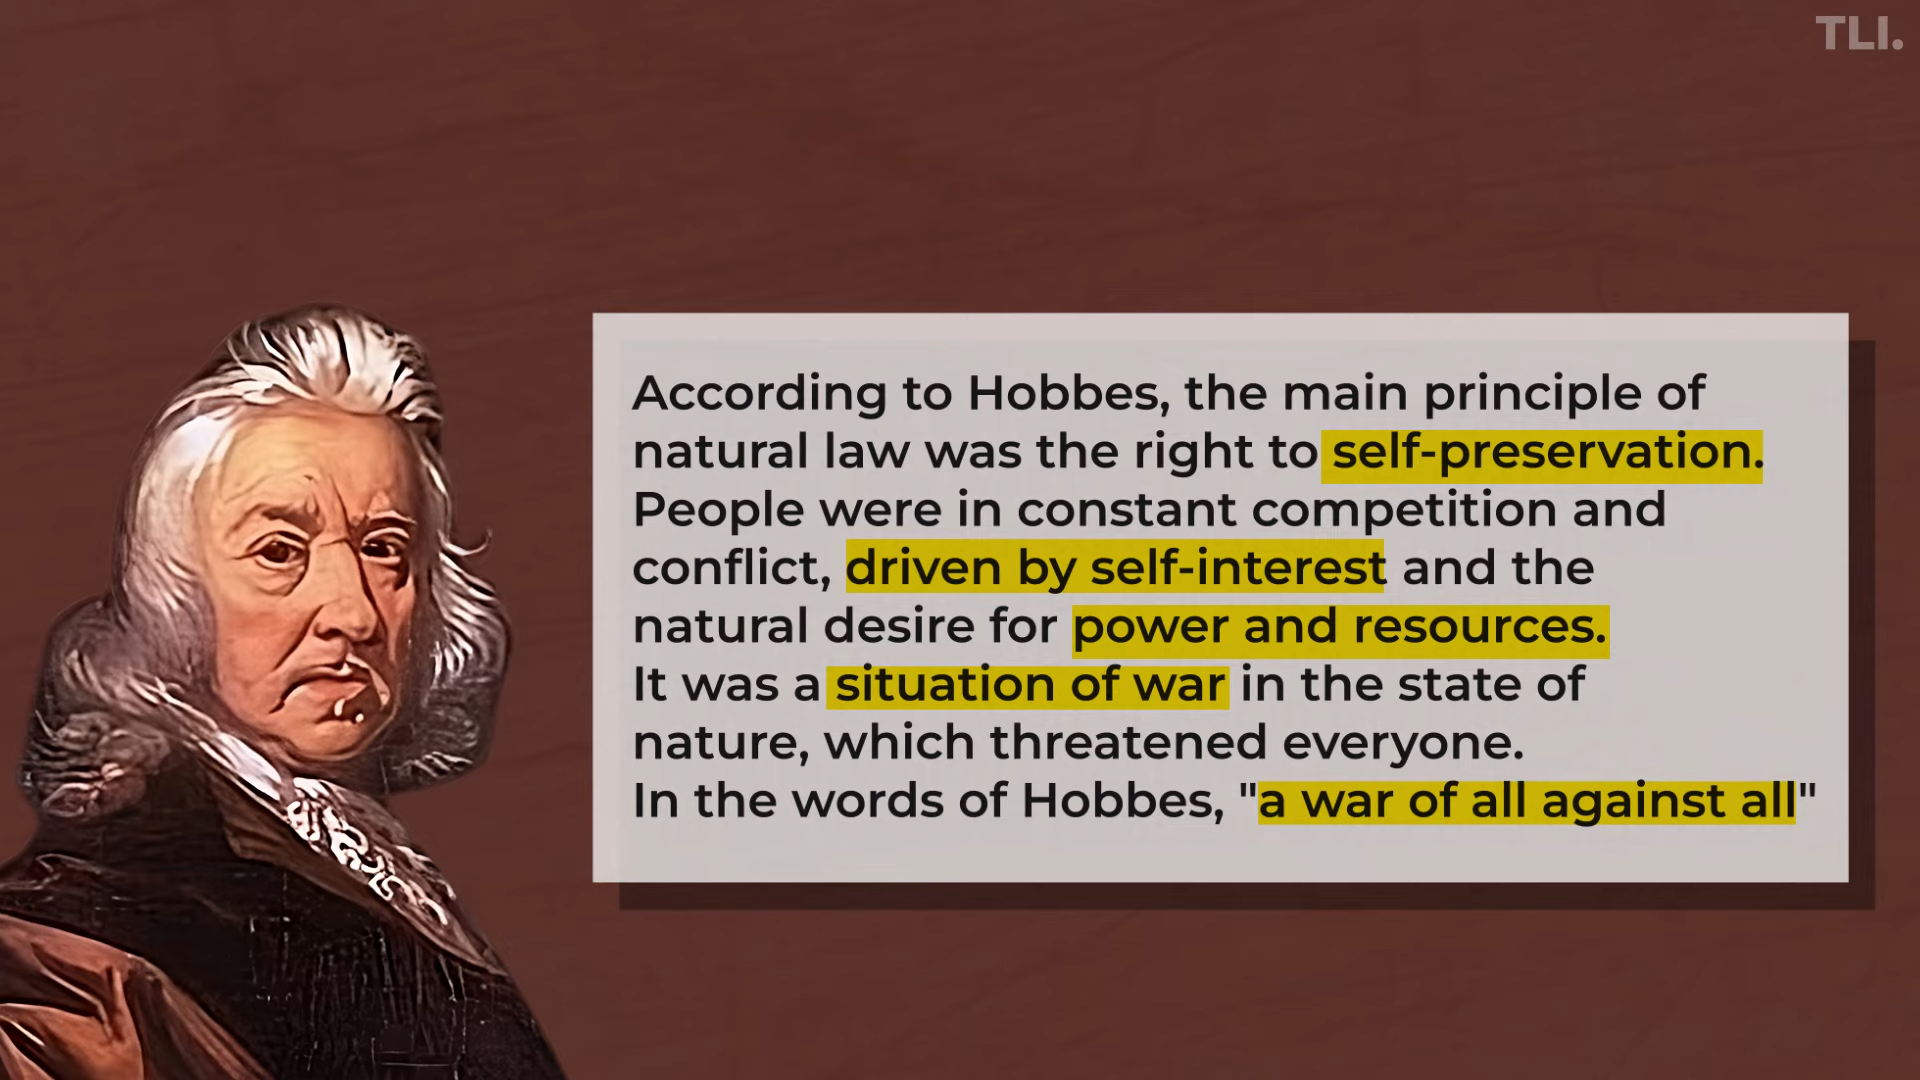 TLI.
According to Hobbes, the main principle of
natural law was the right to self-preservation.
People were in constant competition and
conflict, driven by self-interest and the
natural desire for power and resources.
It was a situation of war in the state of
nature, which threatened everyone.
In the words of Hobbes, "a war of all against all"